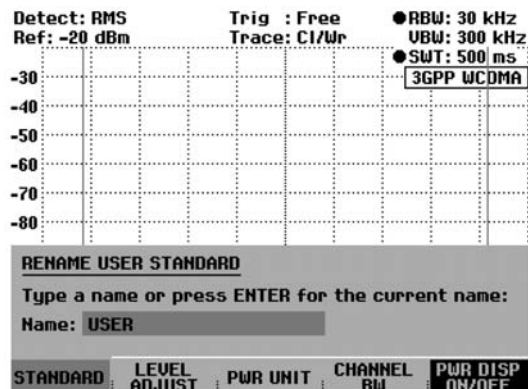 Detect: RMS Trig : Free ●RBW: 30 kHz
Ref: -20 dBm Trace: Cl/Wr VBW: 300 kHz
●SWT: 500 ms
3GPP WCDMA
-30
-40
-50
-60
-70
-80
RENAME USER STANDARD
Type a name or press ENTER for the current name:
Name: USER
STANDARD LEVEL ADJUST PWR UNIT CHANNEL BW PWR DISP ON/OFF